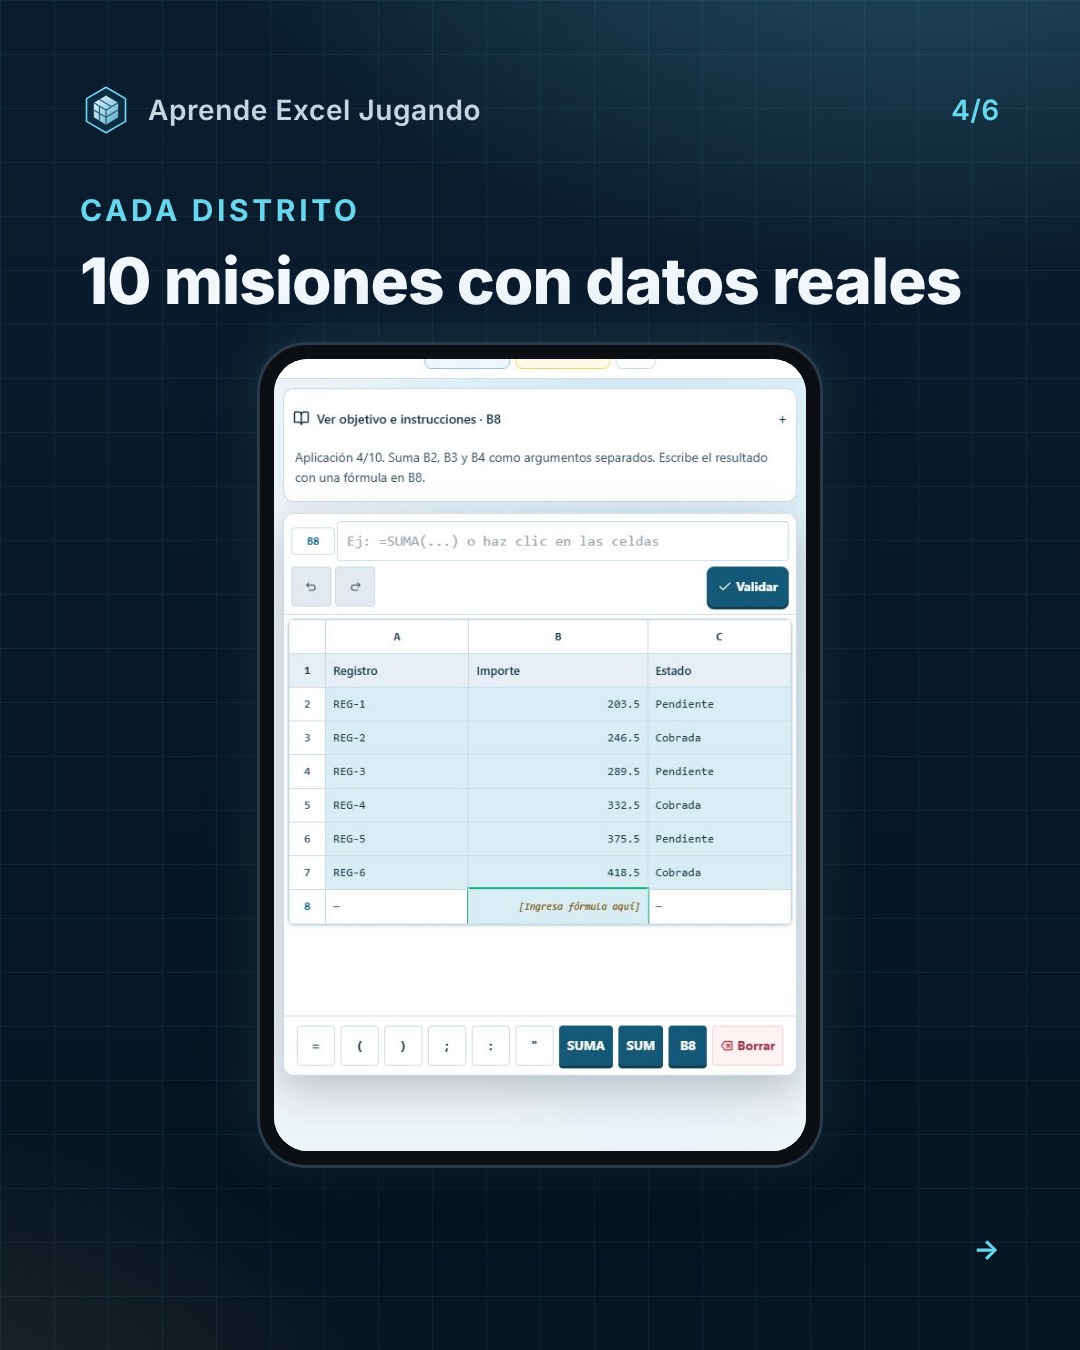 Aprende Excel Jugando
4/6
CADA DISTRITO
10 misiones con datos reales
Ver objetivo e instrucciones · B8
+
Aplicación 4/10. Suma B2, B3 y B4 como argumentos separados. Escribe el resultado
con una fórmula en B8.
B8
Ej: =SUMA(...) o haz clic en las celdas
Validar
A B C
1 Registro Importe Estado
2 REG-1 203.5 Pendiente
3 REG-2 246.5 Cobrada
4 REG-3 289.5 Pendiente
5 REG-4 332.5 Cobrada
6 REG-5 375.5 Pendiente
7 REG-6 418.5 Cobrada
8 — [Ingresa fórmula aquí] —
= ( ) ; : " SUMA SUM B8 Borrar